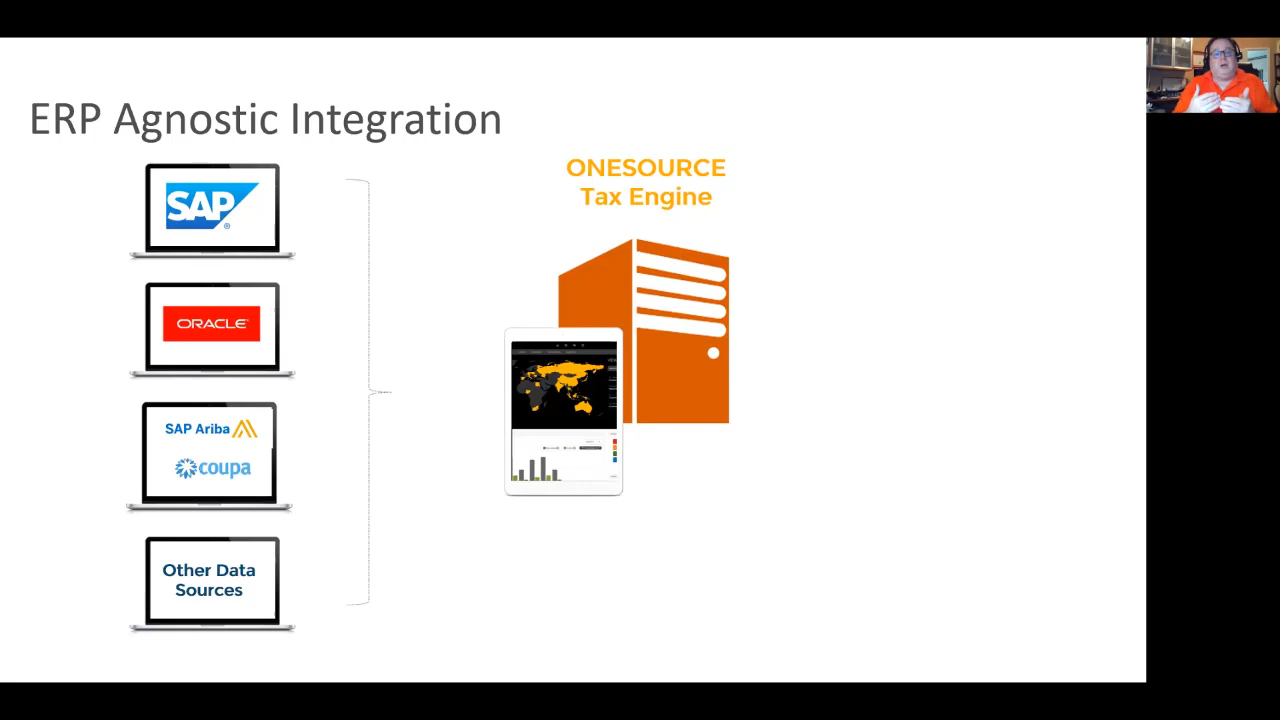 ERP Agnostic Integration
ONESOURCE
Tax Engine
SAP
ORACLE
SAP Ariba
coupa
Other Data
Sources